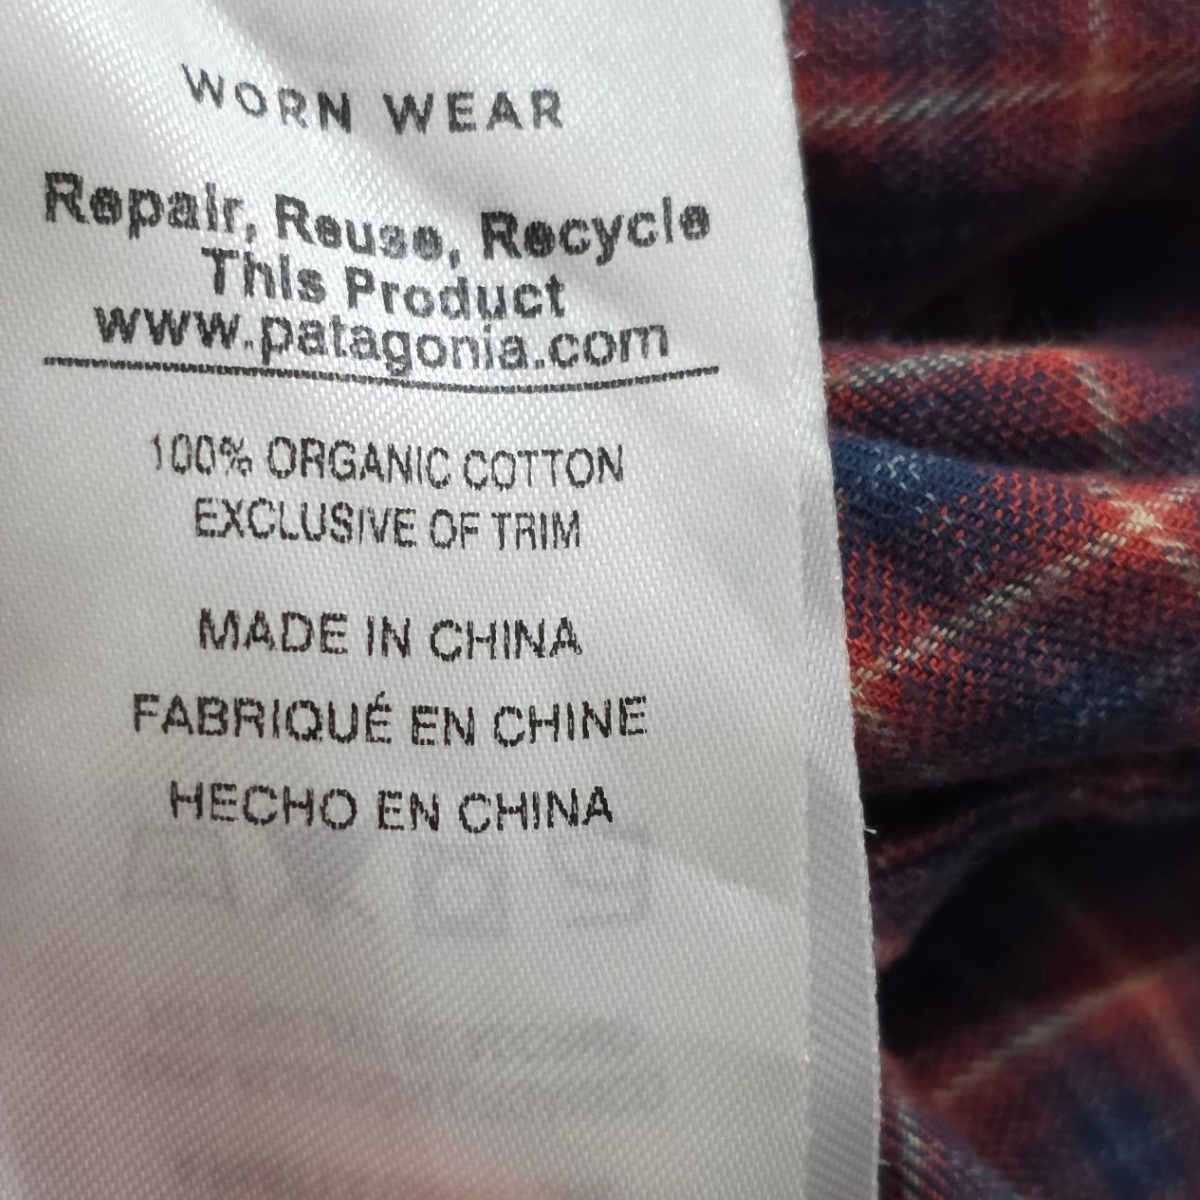 WORN WEAR
Repair, Reuse, Recycle
This Product
www.patagonia.com
100% ORGANIC COTTON
EXCLUSIVE OF TRIM
MADE IN CHINA
FABRIQUÉ EN CHINE
HECHO EN CHINA